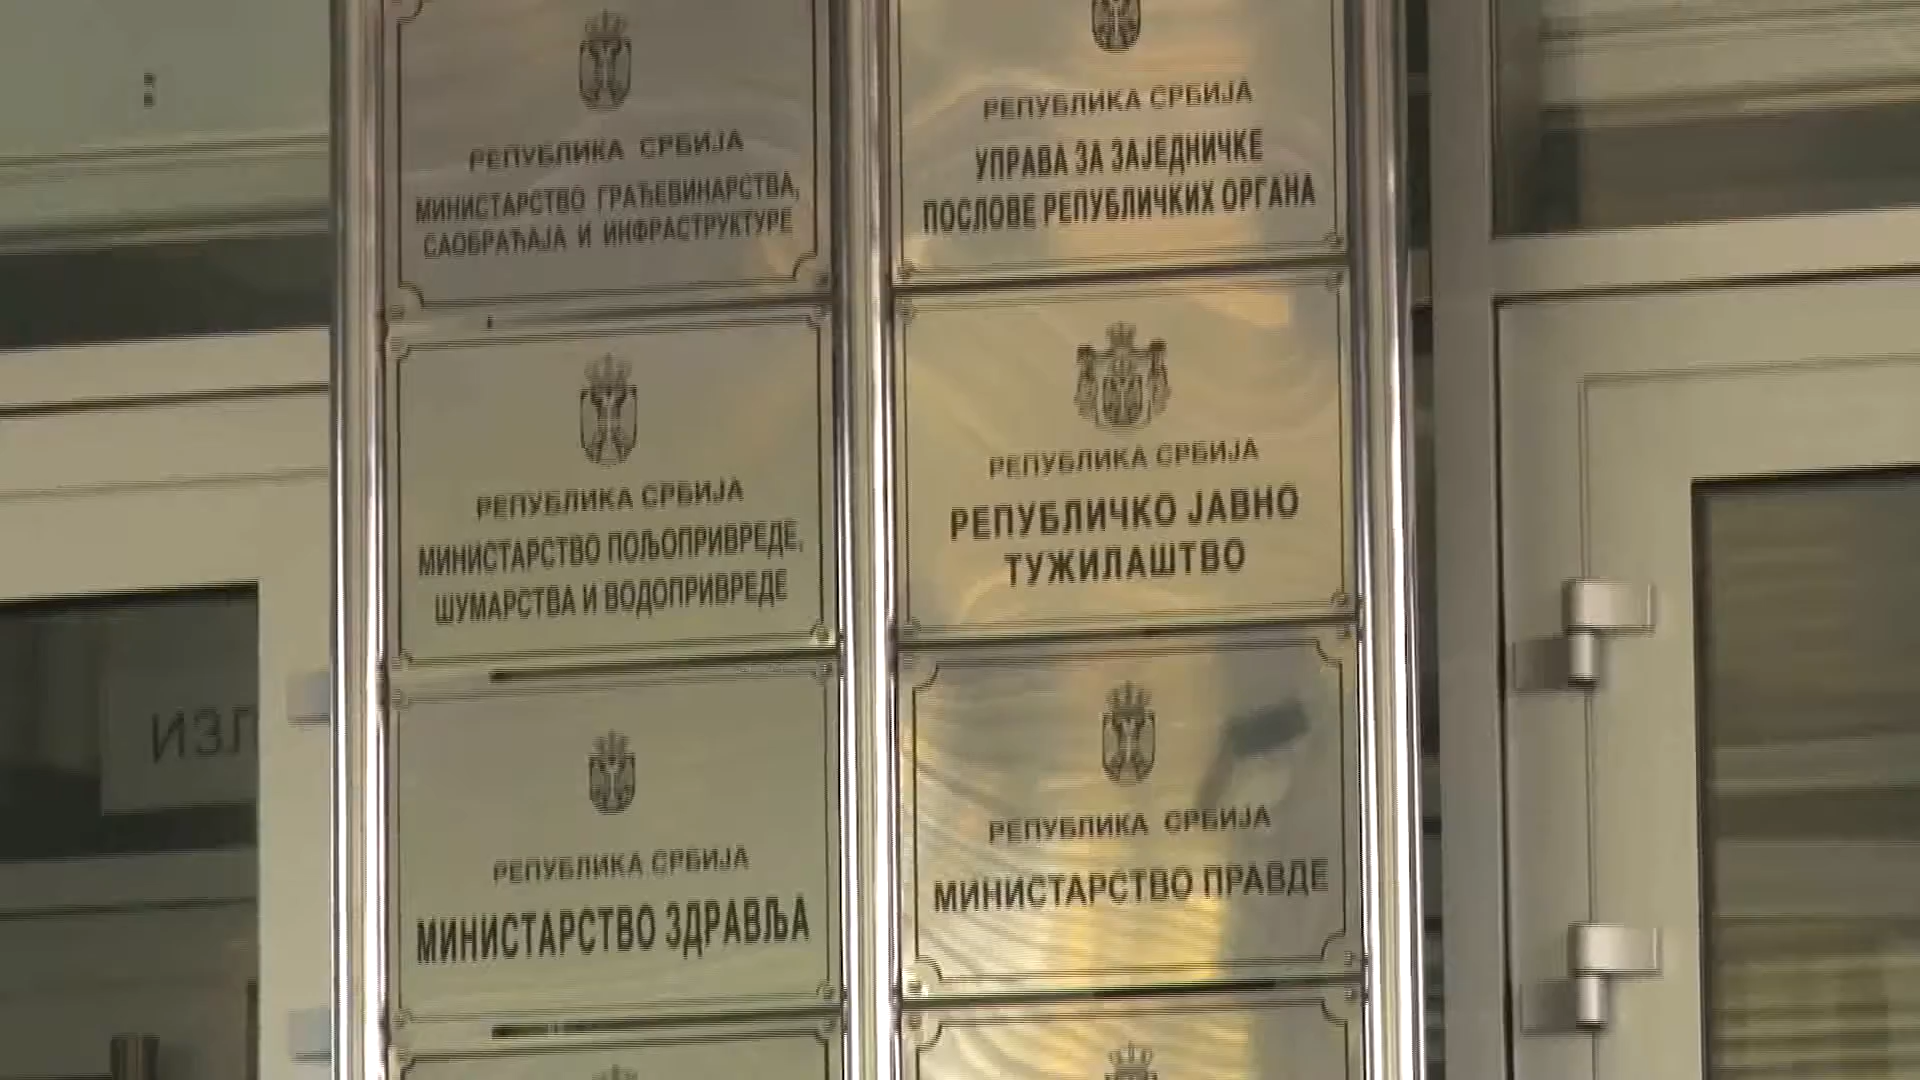 РЕПУБЛИКА СРБИЈА
МИНИСТАРСТВО ГРАЂЕВИНАРСТВА,
САОБРАЋАЈА И ИНФРАСТРУКТУРЕ
РЕПУБЛИКА СРБИЈА
МИНИСТАРСТВО ПОЉОПРИВРЕДЕ,
ШУМАРСТВА И ВОДОПРИВРЕДЕ
РЕПУБЛИКА СРБИЈА
МИНИСТАРСТВО ЗДРАВЉА
РЕПУБЛИКА СРБИЈА
УПРАВА ЗА ЗАЈЕДНИЧКЕ
ПОСЛОВЕ РЕПУБЛИЧКИХ ОРГАНА
РЕПУБЛИКА СРБИЈА
РЕПУБЛИЧКО ЈАВНО
ТУЖИЛАШТВО
РЕПУБЛИКА СРБИЈА
МИНИСТАРСТВО ПРАВДЕ